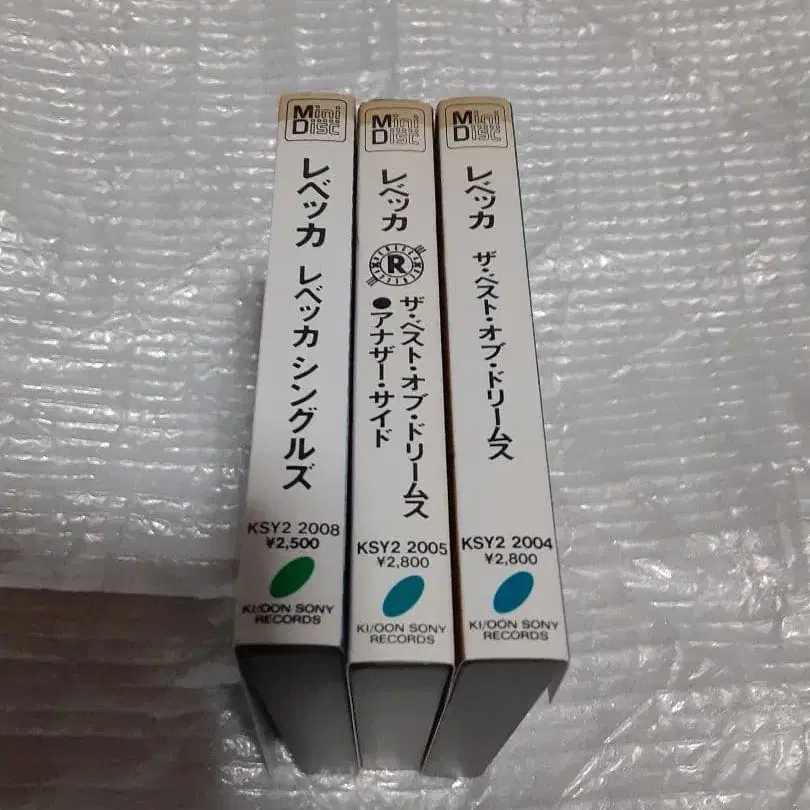 Mini
Disc
レベッカ レベッカ シングルズ
KSY2 2008
¥2,500
KI/OON SONY
RECORDS
Mini
Disc
レベッカ
R
ザ・ベスト・オブ・ドリームス
●アナザー・サイド
KSY2 2005
¥2,800
KI/OON SONY
RECORDS
Mini
Disc
レベッカ ザ・ベスト・オブ・ドリームス
KSY2 2004
¥2,800
KI/OON SONY
RECORDS